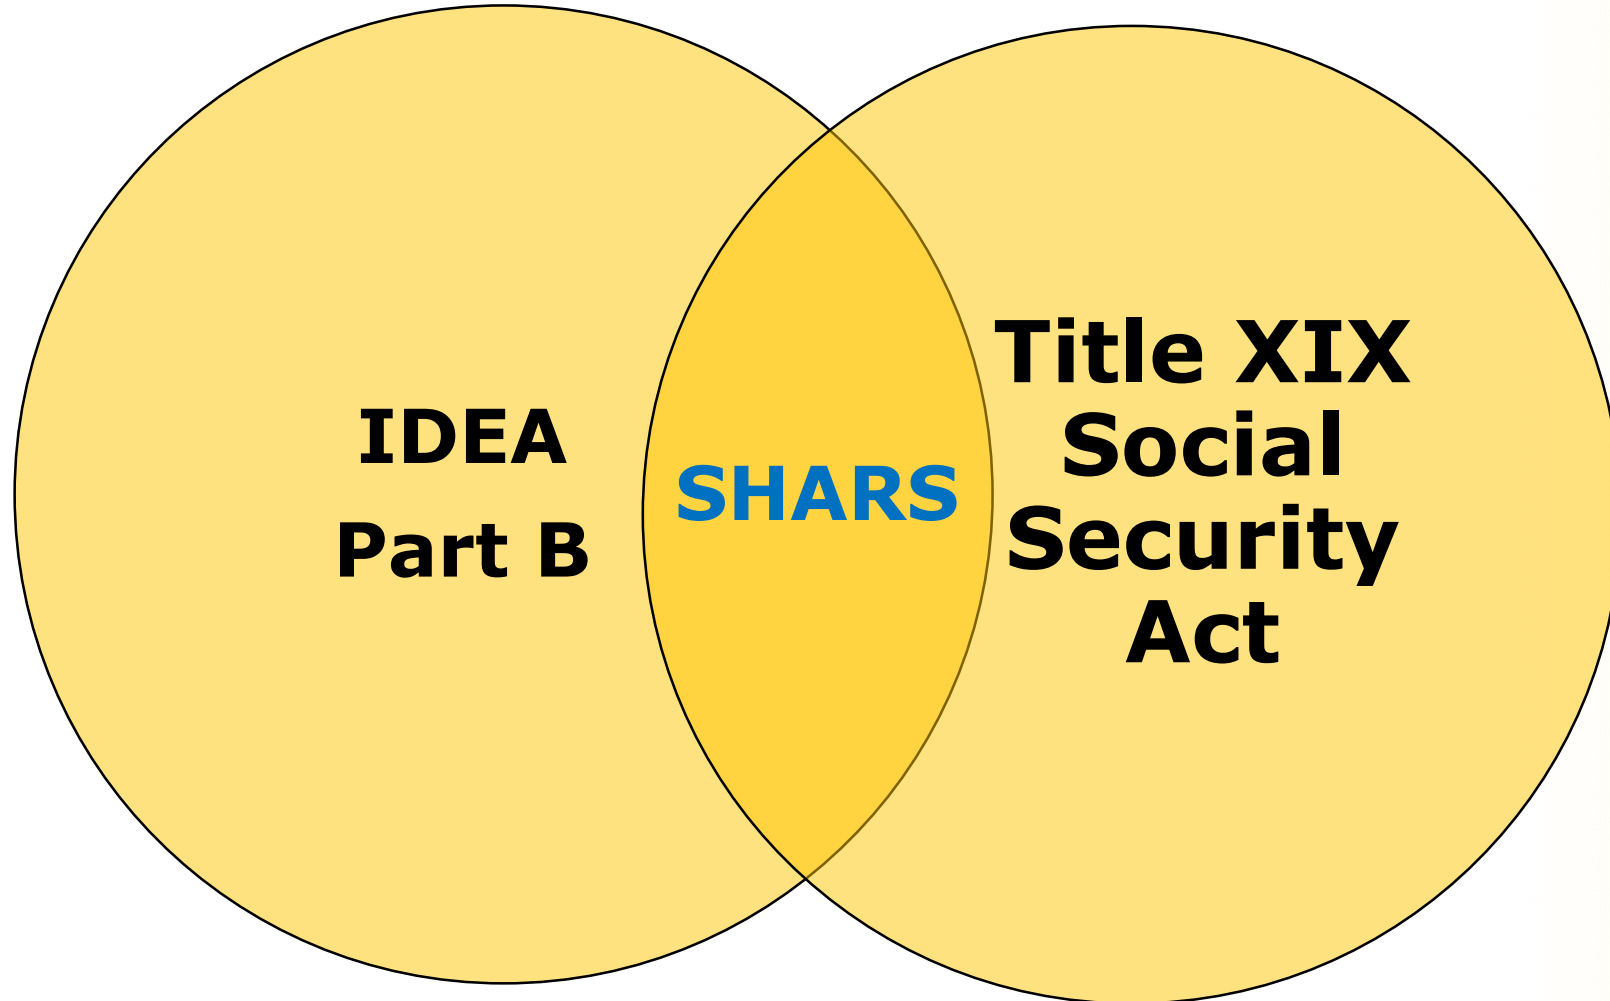 IDEA
Part B
SHARS
Title XIX
Social
Security
Act